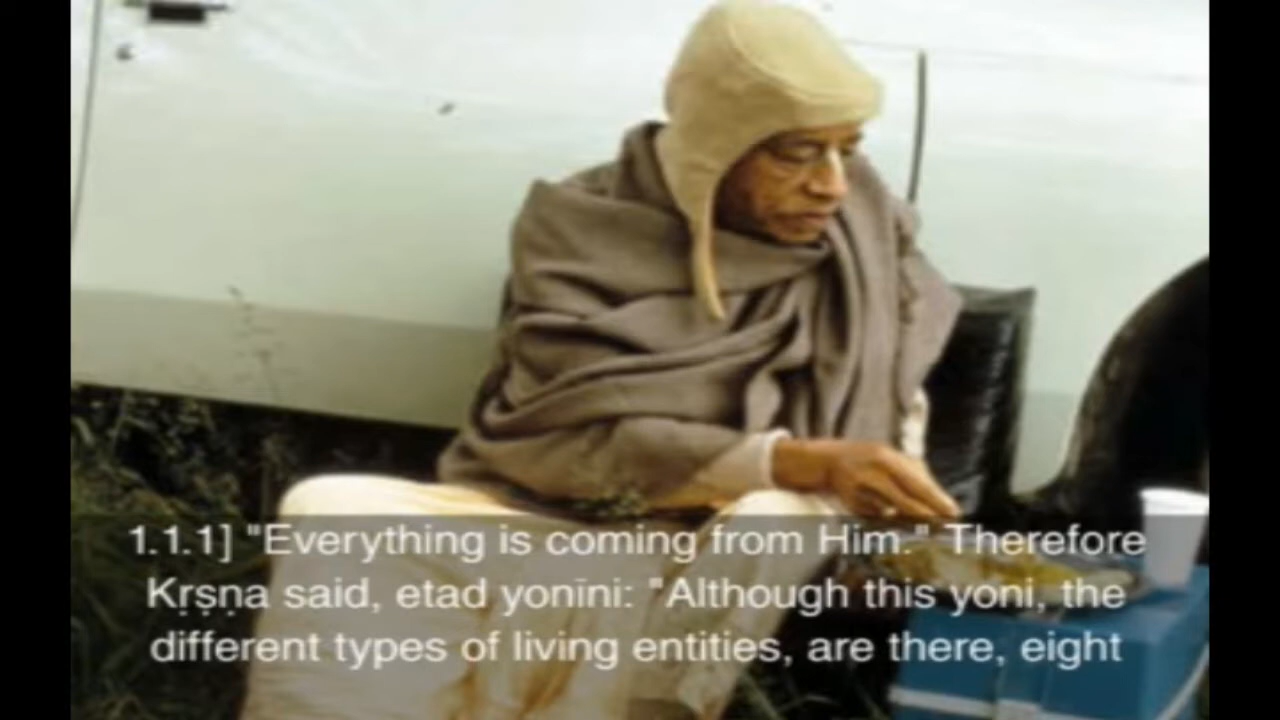 1.1.1] "Everything is coming from Him." Therefore
Kṛṣṇa said, etad yonīni: "Although this yoni, the
different types of living entities, are there, eight